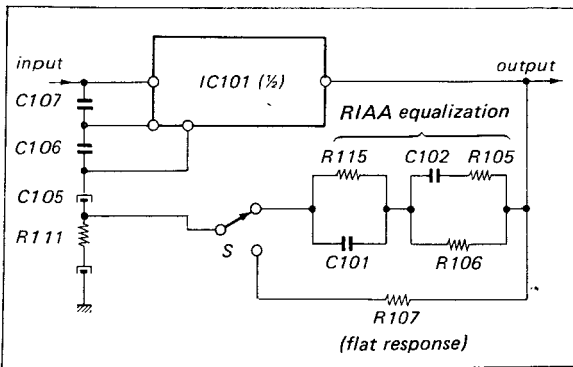 input
IC101 (½)
output
C107
RIAA equalization
C106
R115
C102
R105
C105
R111
S
C101
R106
R107
(flat response)